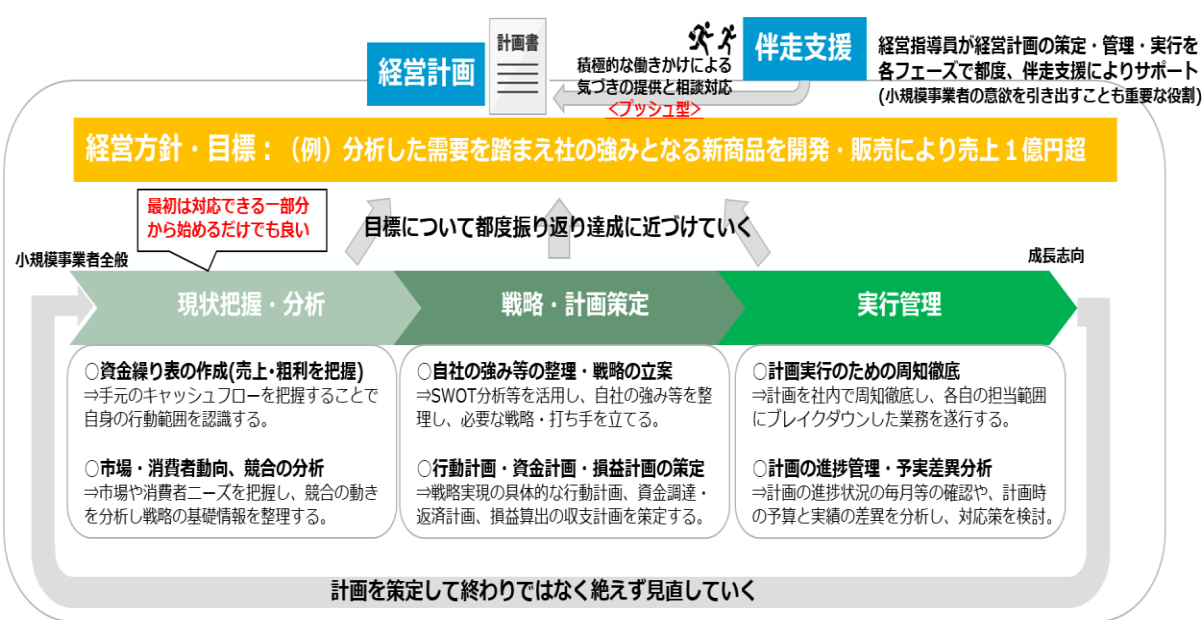 経営計画
計画書
伴走支援
積極的な働きかけによる
気づきの提供と相談対応
<プッシュ型>
経営指導員が経営計画の策定・管理・実行を
各フェーズで都度、伴走支援によりサポート
(小規模事業者の意欲を引き出すことも重要な役割)
経営方針・目標：（例）分析した需要を踏まえ社の強みとなる新商品を開発・販売により売上１億円超
最初は対応できる一部分
から始めるだけでも良い
目標について都度振り返り達成に近づけていく
小規模事業者全般
成長志向
現状把握・分析
戦略・計画策定
実行管理
○資金繰り表の作成(売上・粗利を把握)
⇒手元のキャッシュフローを把握することで
自身の行動範囲を認識する。
○市場・消費者動向、競合の分析
⇒市場や消費者ニーズを把握し、競合の動き
を分析し戦略の基礎情報を整理する。
○自社の強み等の整理・戦略の立案
⇒SWOT分析等を活用し、自社の強み等を整
理し、必要な戦略・打ち手を立てる。
○行動計画・資金計画・損益計画の策定
⇒戦略実現の具体的な行動計画、資金調達・
返済計画、損益算出の収支計画を策定する。
○計画実行のための周知徹底
⇒計画を社内で周知徹底し、各自の担当範囲
にブレイクダウンした業務を遂行する。
○計画の進捗管理・予実差異分析
⇒計画の進捗状況の毎月等の確認や、計画時
の予算と実績の差異を分析し、対応策を検討。
計画を策定して終わりではなく絶えず見直していく